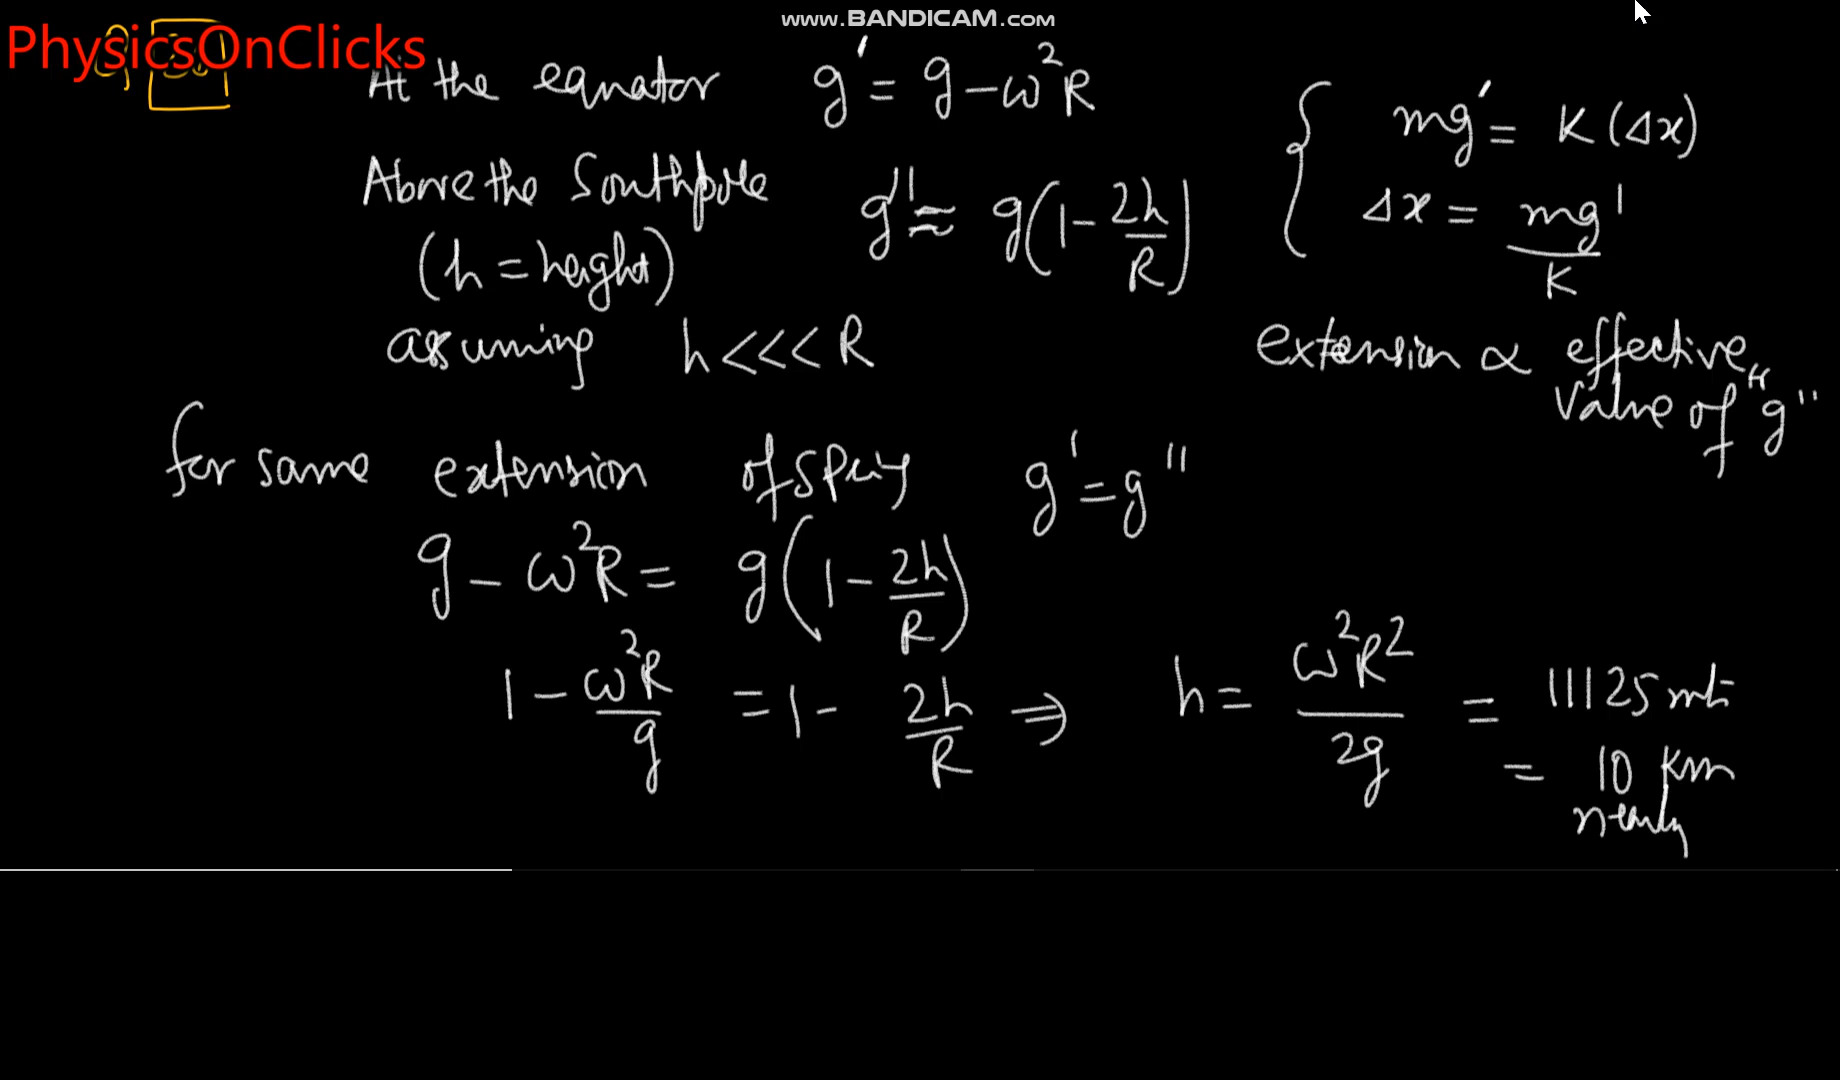 www.BANDICAM.com
PhysicsOnClicks
At the equator g' = g - ω²R
mg' = K(Δx)
Above the Southpole g'' ≈ g(1 - 2h/R)
Δx = mg'/K
(h = height)
assuming h <<< R
extension ∝ effective
value of "g"
for same extension of spring g' = g''
g - ω²R = g(1 - 2h/R)
1 - ω²R/g = 1 - 2h/R ⇒ h = ω²R²/2g = 11125 mt
= 10 Km
nearly